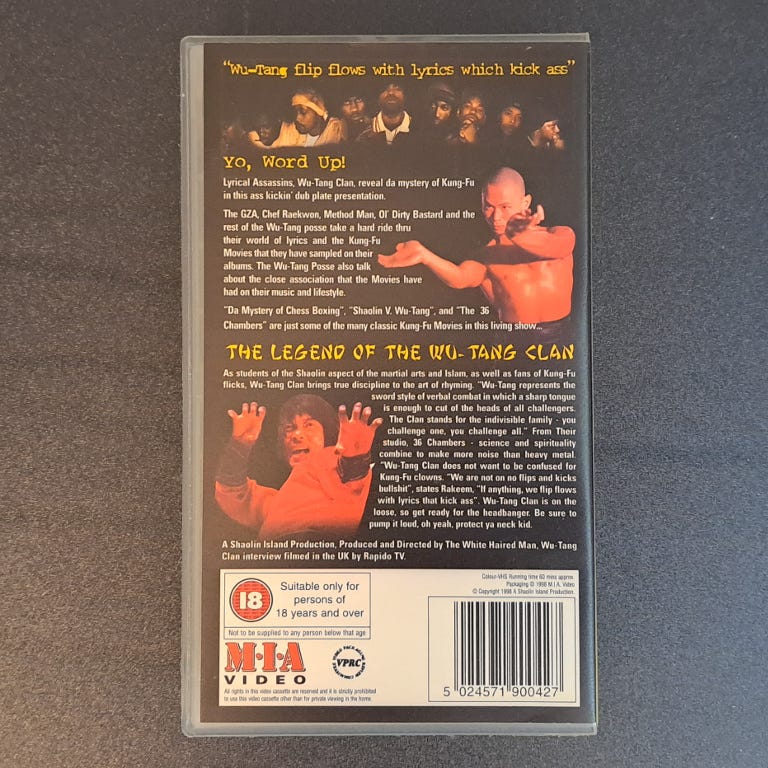 "Wu-Tang flip flows with lyrics which kick ass"
Yo, Word Up!
Lyrical Assassins, Wu-Tang Clan, reveal da mystery of Kung-Fu
in this ass kickin' dub plate presentation.
The GZA, Chef Raekwon, Method Man, Ol' Dirty Bastard and the
rest of the Wu-Tang posse take a hard ride thru
their world of lyrics and the Kung-Fu
Movies that they have sampled on their
albums. The Wu-Tang Posse also talk
about the close association that the Movies have
had on their music and lifestyle.
"Da Mystery of Chess Boxing", "Shaolin V. Wu-Tang", and "The 36
Chambers" are just some of the many classic Kung-Fu Movies in this living show...
THE LEGEND OF THE WU-TANG CLAN
As students of the Shaolin aspect of the martial arts and Islam, as well as fans of Kung-Fu
flicks, Wu-Tang Clan brings true discipline to the art of rhyming. "Wu-Tang represents the
sword style of verbal combat in which a sharp tongue
is enough to cut of the heads of all challengers.
The Clan stands for the indivisible family - you
challenge one, you challenge all." From Their
studio, 36 Chambers - science and spirituality
combine to make more noise than heavy metal.
"Wu-Tang Clan does not want to be confused for
Kung-Fu clowns. "We are not on no flips and kicks
bullshit", states Rakeem, "If anything, we flip flows
with lyrics that kick ass". Wu-Tang Clan is on the
loose, so get ready for the headbanger. Be sure to
pump it loud, oh yeah, protect ya neck kid.
A Shaolin Island Production, Produced and Directed by The White Haired Man, Wu-Tang
Clan interview filmed in the UK by Rapido TV.
18
Suitable only for
persons of
18 years and over
Not to be supplied to any person below that age
M·I·A
VIDEO
VPRC
All rights in this video cassette are reserved and it is strictly prohibited
to use this video cassette other than for private viewing in the home.
Colour-VHS Running time 60 mins approx.
Packaging © 1998 M.I.A. Video
© Copyright 1998 A Shaolin Island Production.
5 024571 900427